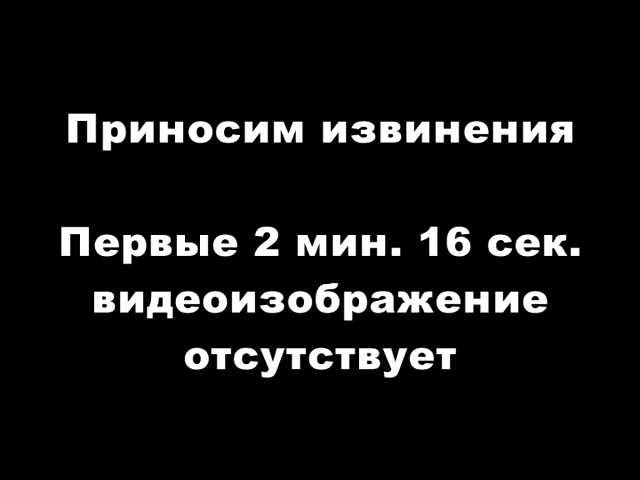 Приносим извинения
Первые 2 мин. 16 сек.
видеоизображение
отсутствует